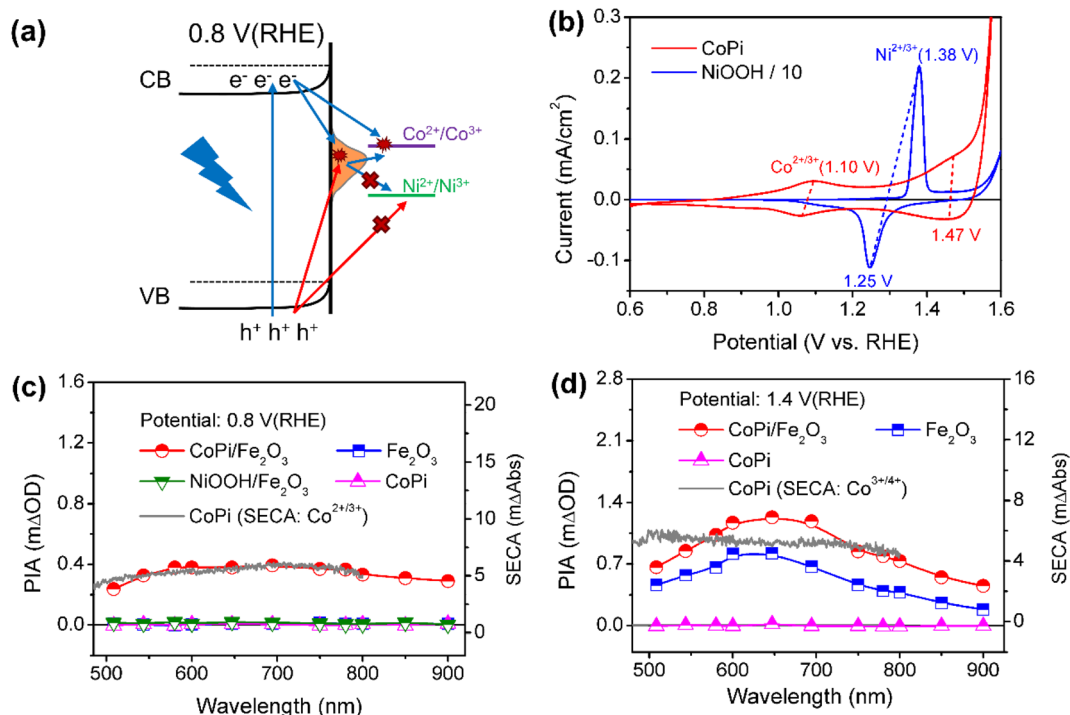 (a)
0.8 V(RHE)
CB
e⁻ e⁻ e⁻
Co²⁺/Co³⁺
Ni²⁺/Ni³⁺
VB
h⁺ h⁺ h⁺
(b)
0.3
0.2
0.1
0.0
-0.1
Current (mA/cm²)
CoPi
NiOOH / 10
Ni²⁺ᐟ³⁺(1.38 V)
Co²⁺ᐟ³⁺(1.10 V)
1.47 V
1.25 V
0.6 0.8 1.0 1.2 1.4 1.6
Potential (V vs. RHE)
(c)
1.6
1.2
0.8
0.4
0.0
PIA (mΔOD)
Potential: 0.8 V(RHE)
CoPi/Fe₂O₃ Fe₂O₃
NiOOH/Fe₂O₃ CoPi
CoPi (SECA: Co²⁺ᐟ³⁺)
20
15
10
5
0
SECA (mΔAbs)
500 600 700 800 900
Wavelength (nm)
(d)
2.8
2.1
1.4
0.7
0.0
PIA (mΔOD)
Potential: 1.4 V(RHE)
CoPi/Fe₂O₃ Fe₂O₃
CoPi
CoPi (SECA: Co³⁺ᐟ⁴⁺)
16
12
8
4
0
SECA (mΔAbs)
500 600 700 800 900
Wavelength (nm)